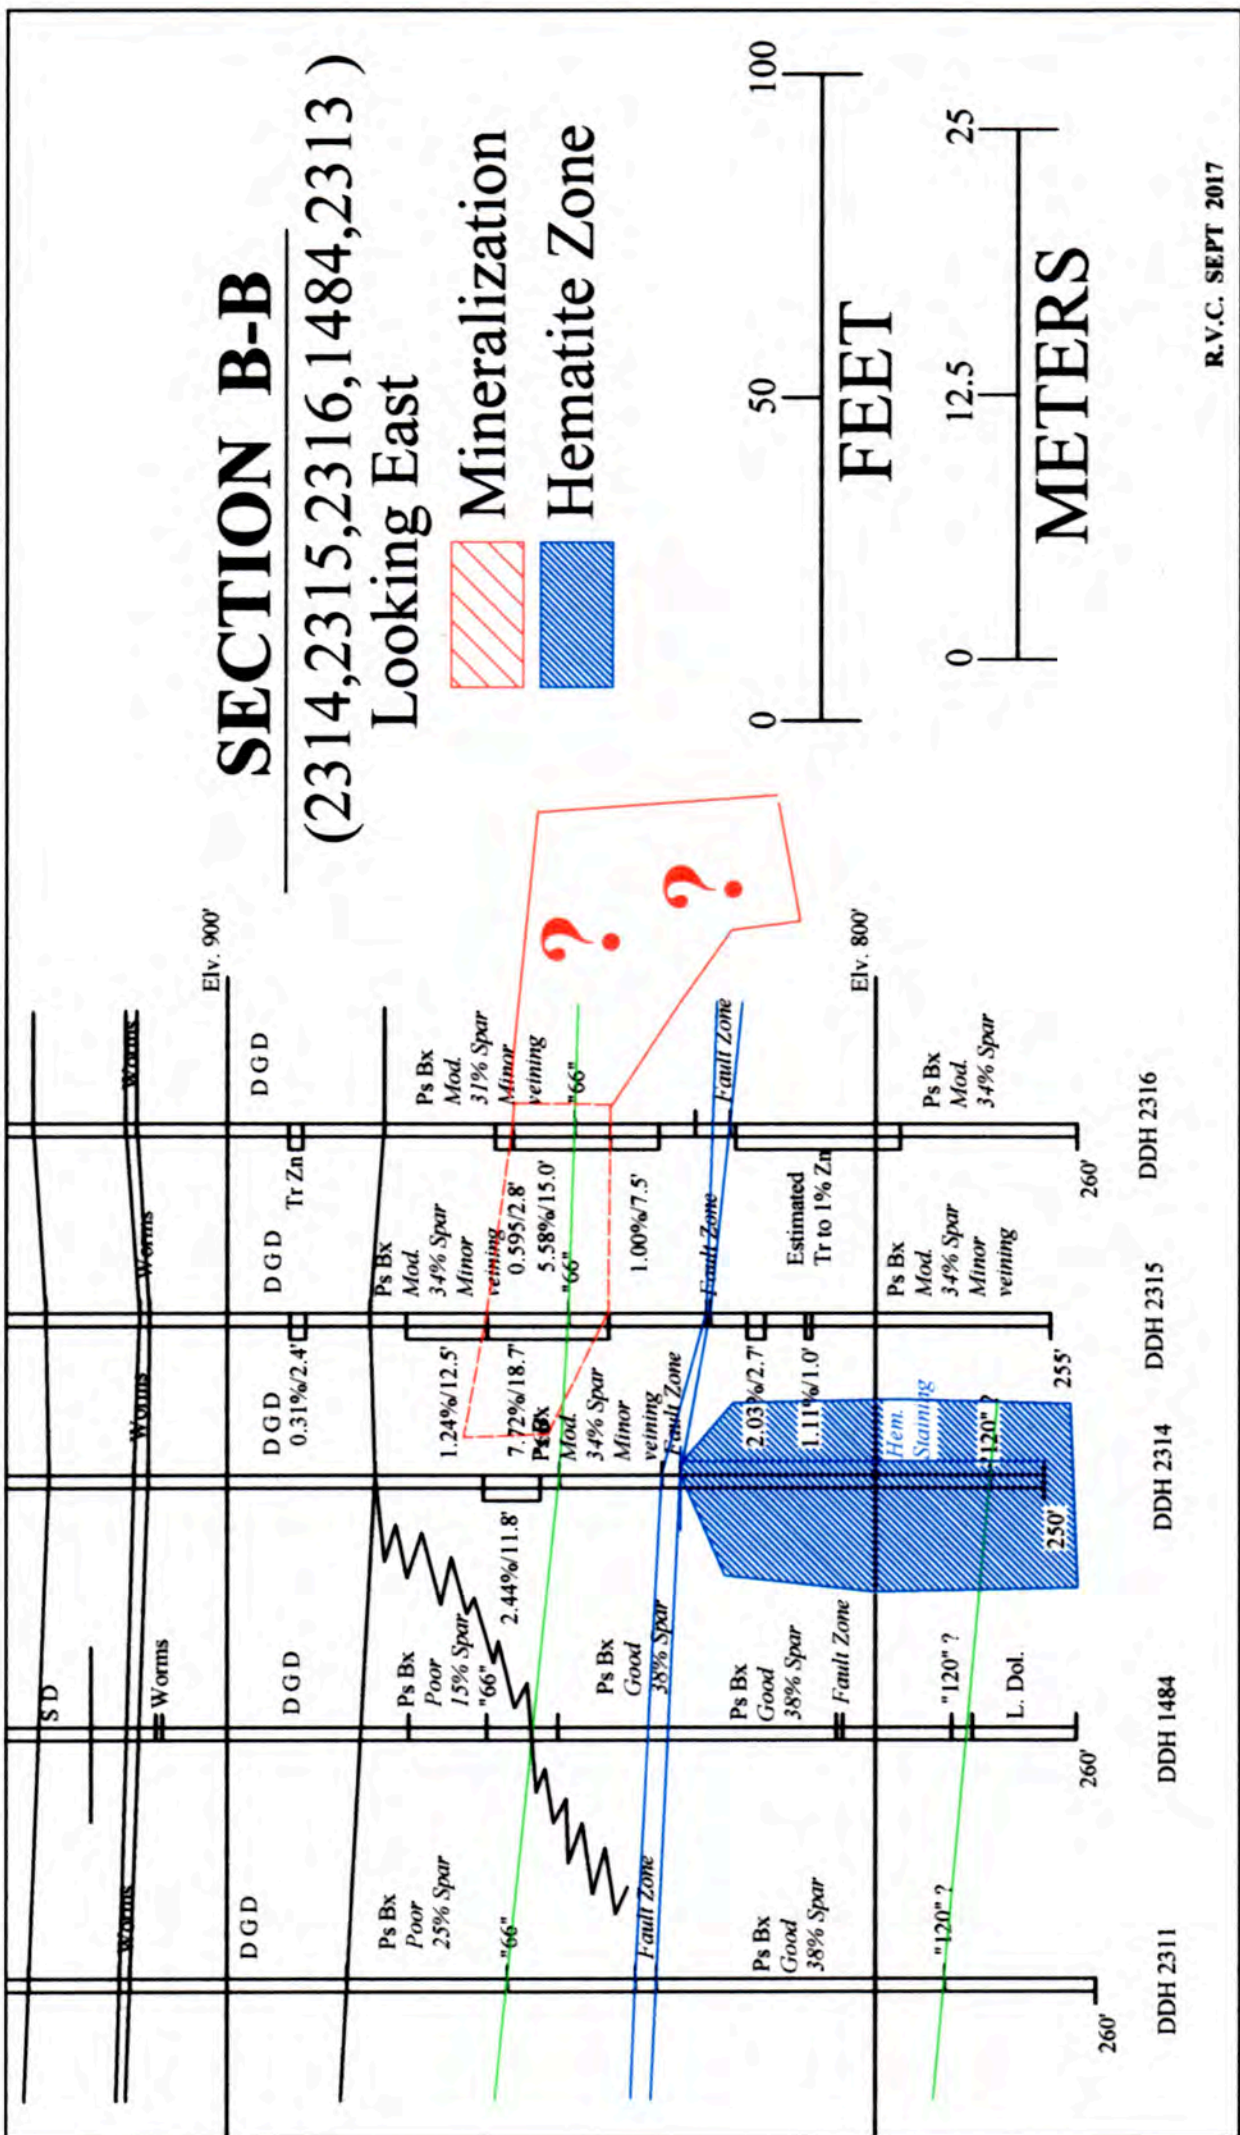 SECTION B-B
(2314,2315,2316,1484,2313)
Looking East
Mineralization
Hematite Zone
0
50
100
FEET
0
12.5
25
METERS
R.V.C. SEPT 2017
Elv. 900'
Elv. 800'
S D
Worms
Worms
Worms
Worms
Worms
D G D
D G D
D G D
D G D
D G D
Ps Bx
Poor
25% Spar
"66"
Fault Zone
Ps Bx
Good
38% Spar
"120" ?
260'
DDH 2311
Ps Bx
Poor
15% Spar
"66"
Ps Bx
Good
38% Spar
Ps Bx
Good
38% Spar
Fault Zone
"120" ?
L. Dol.
260'
DDH 1484
2.44%/11.8'
Ps Bx
Mod.
34% Spar
Minor
veining
Fault Zone
Hem.
Staining
"120" ?
250'
DDH 2314
0.31%/2.4'
1.24%/12.5'
7.72%/18.7'
2.03%/2.7'
1.11%/1.0'
Ps Bx
Mod.
34% Spar
Minor
veining
"66"
Fault Zone
Ps Bx
Mod.
34% Spar
Minor
veining
255'
DDH 2315
Tr Zn
0.595/2.8'
5.58%/15.0'
1.00%/7.5'
Estimated
Tr to 1% Zn
Ps Bx
Mod.
31% Spar
Minor
veining
"66"
Fault Zone
Ps Bx
Mod.
34% Spar
260'
DDH 2316
?
?